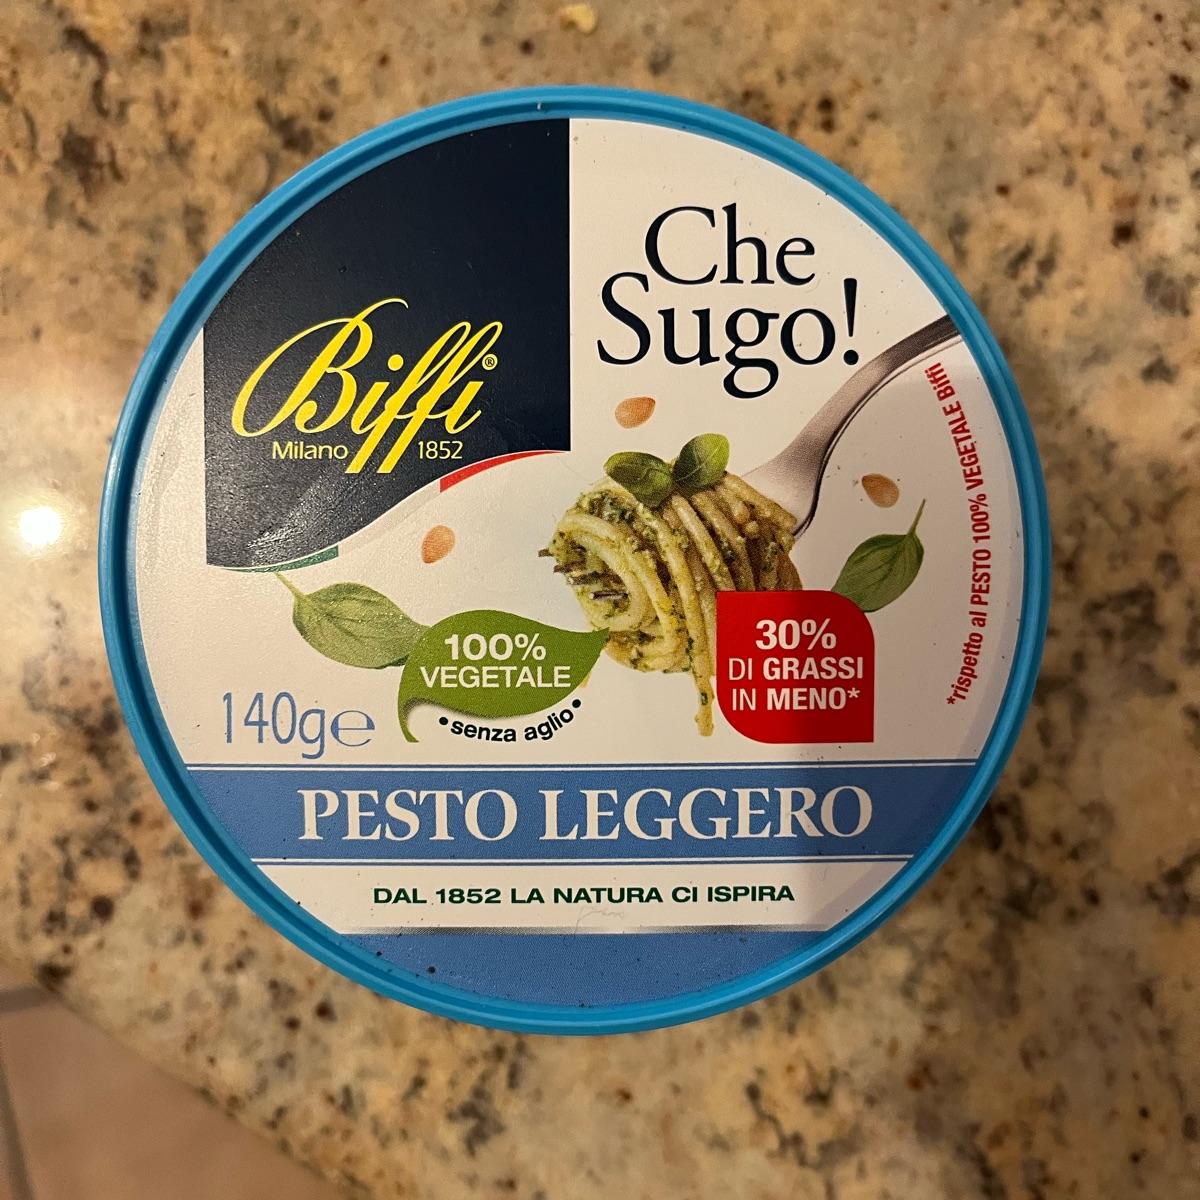 Che
Sugo!
Biffi®
Milano 1852
*rispetto al PESTO 100% VEGETALE Biffi
100%
VEGETALE
•senza aglio•
30%
DI GRASSI
IN MENO*
140g℮
PESTO LEGGERO
DAL 1852 LA NATURA CI ISPIRA